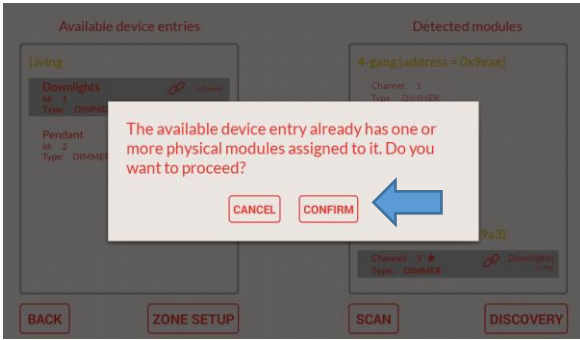 Available device entries
Detected modules
Living
Downlights
1 channel
Id: 1
Type: DIMMER
Pendant
Id: 2
Type: DIMMER
4-gang (address = 0x9eae)
Channel 1
Type DIMMER
The available device entry already has one or
more physical modules assigned to it. Do you
want to proceed?
CANCEL
CONFIRM
9a3)
Channel 1 ★
Type: DIMMER
Downlights
Living
BACK
ZONE SETUP
SCAN
DISCOVERY